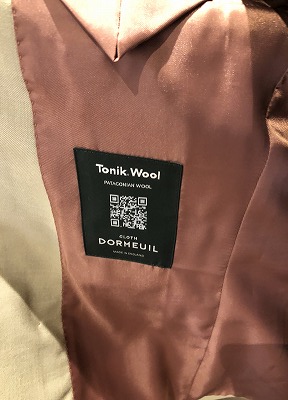 Tonik.Wool
PATAGONIAN WOOL
CLOTH
DORMEUIL
MADE IN ENGLAND